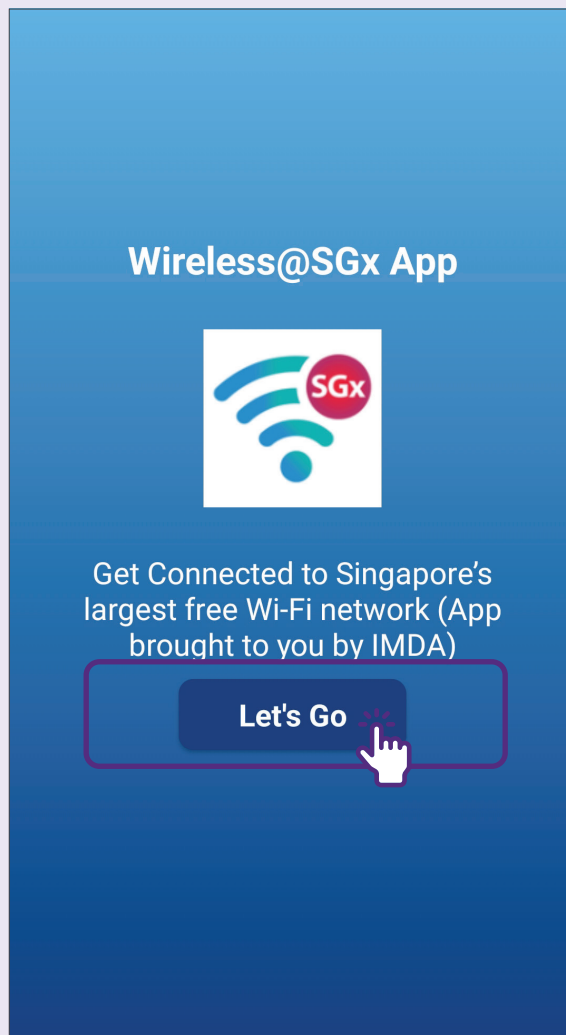 Wireless@SGx App
SGx
Get Connected to Singapore’s
largest free Wi-Fi network (App
brought to you by IMDA)
Let's Go